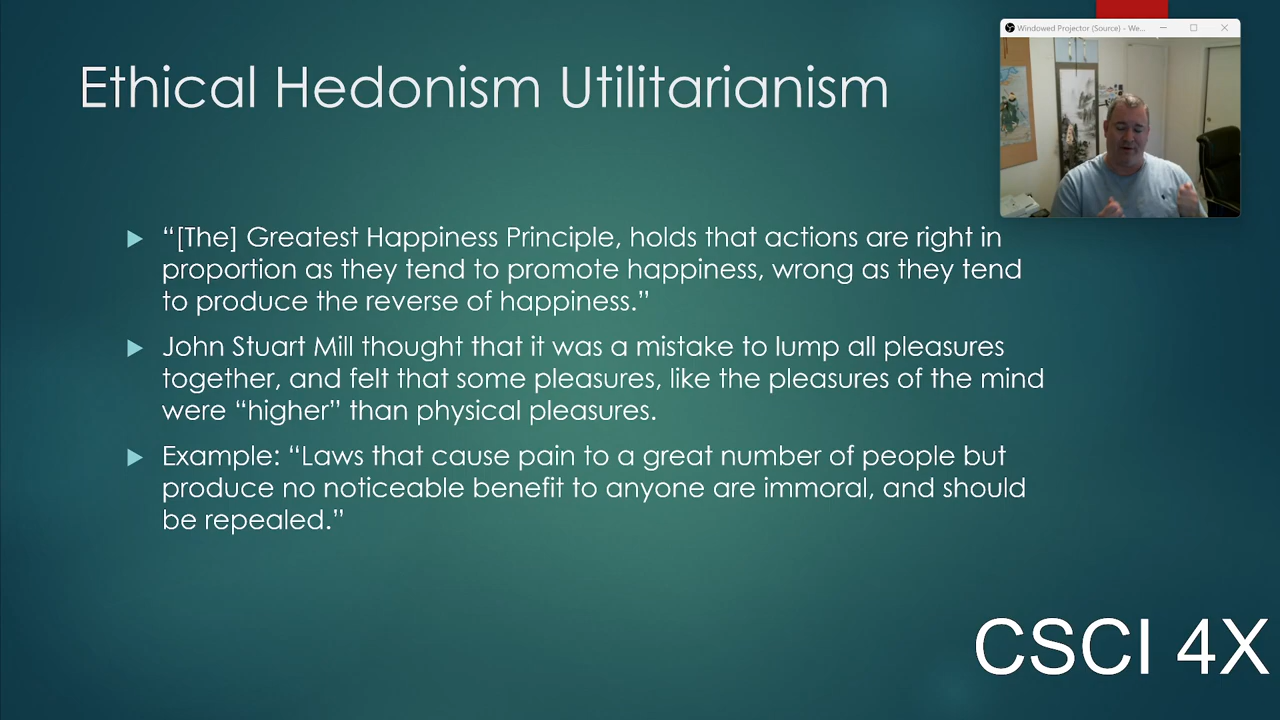 Windowed Projector (Source) - We...
Ethical Hedonism Utilitarianism
“[The] Greatest Happiness Principle, holds that actions are right in
proportion as they tend to promote happiness, wrong as they tend
to produce the reverse of happiness.”
John Stuart Mill thought that it was a mistake to lump all pleasures
together, and felt that some pleasures, like the pleasures of the mind
were “higher” than physical pleasures.
Example: “Laws that cause pain to a great number of people but
produce no noticeable benefit to anyone are immoral, and should
be repealed.”
CSCI 4X